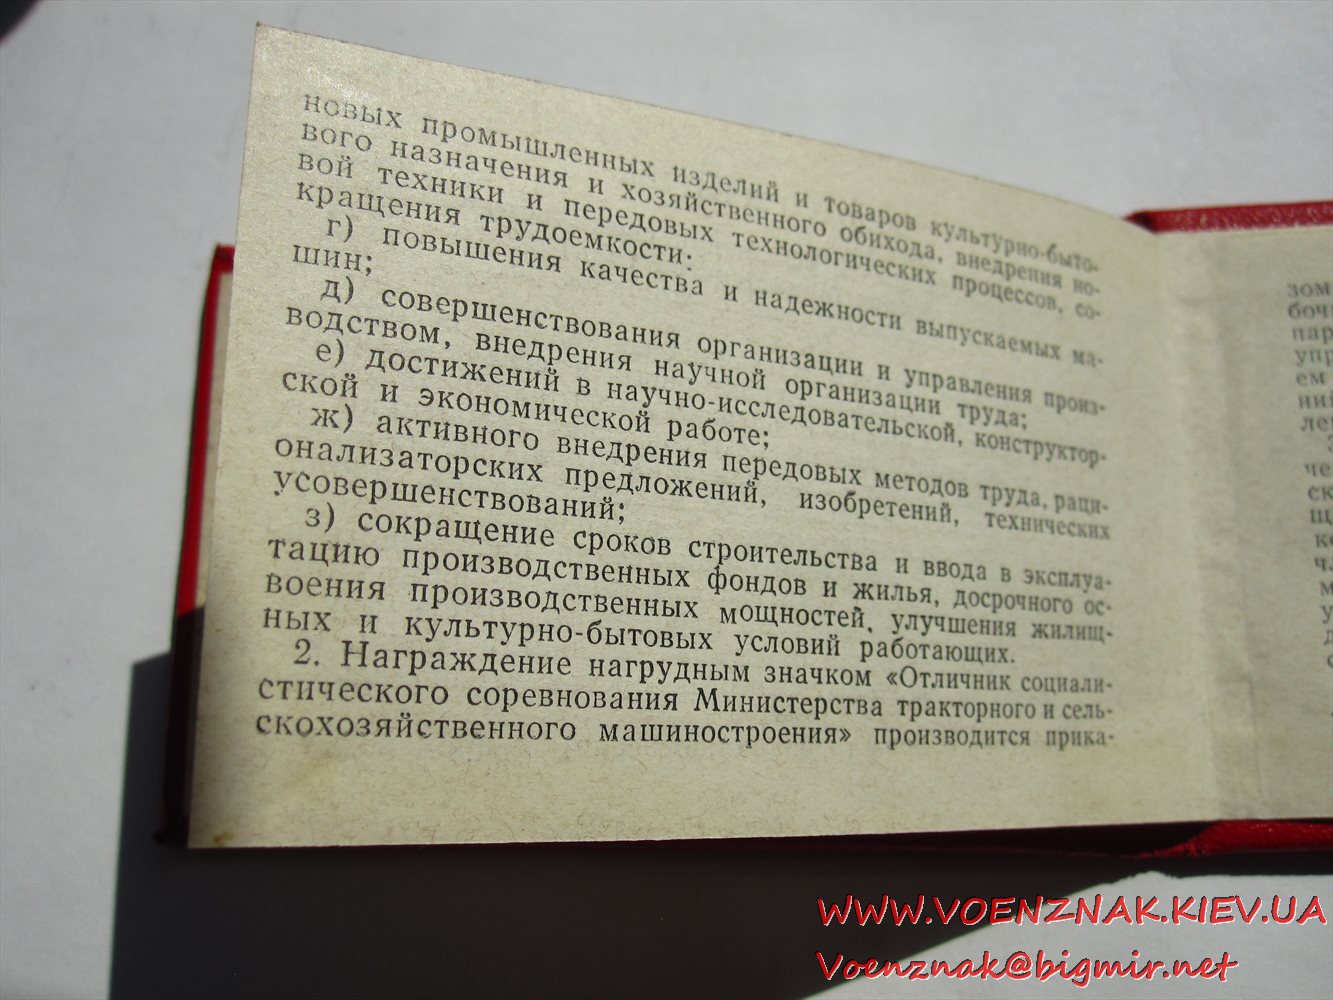 новых промышленных изделий и товаров культурно-быто-
вого назначения и хозяйственного обихода, внедрения но-
вой техники и передовых технологических процессов, со-
кращения трудоемкости;
г) повышения качества и надежности выпускаемых ма-
шин;
д) совершенствования организации и управления произ-
водством, внедрения научной организации труда;
е) достижений в научно-исследовательской, конструктор-
ской и экономической работе;
ж) активного внедрения передовых методов труда, раци-
онализаторских предложений, изобретений, технических
усовершенствований;
з) сокращение сроков строительства и ввода в эксплуа-
тацию производственных фондов и жилья, досрочного ос-
воения производственных мощностей, улучшения жилищ-
ных и культурно-бытовых условий работающих.
2. Награждение нагрудным значком «Отличник социали-
стического соревнования Министерства тракторного и сель-
скохозяйственного машиностроения» производится прика-
зом
WWW.VOENZNAK.KIEV.UA
Voenznak@bigmir.net